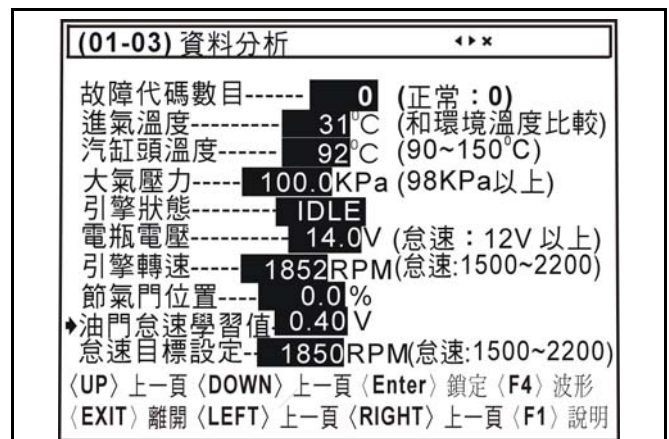 (01-03) 資料分析
故障代碼數目------ 0 (正常：0)
進氣溫度--------- 31°C (和環境溫度比較)
汽缸頭溫度------- 92°C (90~150°C)
大氣壓力----- 100.0KPa (98KPa以上)
引擎狀態--------- IDLE
電瓶電壓--------- 14.0V (怠速：12V 以上)
引擎轉速----- 1852RPM(怠速:1500~2200)
節氣門位置---- 0.0 %
油門怠速學習值- 0.40 V
怠速目標設定-- 1850RPM(怠速:1500~2200)
〈UP〉上一頁〈DOWN〉上一頁〈Enter〉鎖定〈F4〉波形
〈EXIT〉離開〈LEFT〉上一頁〈RIGHT〉上一頁〈F1〉說明